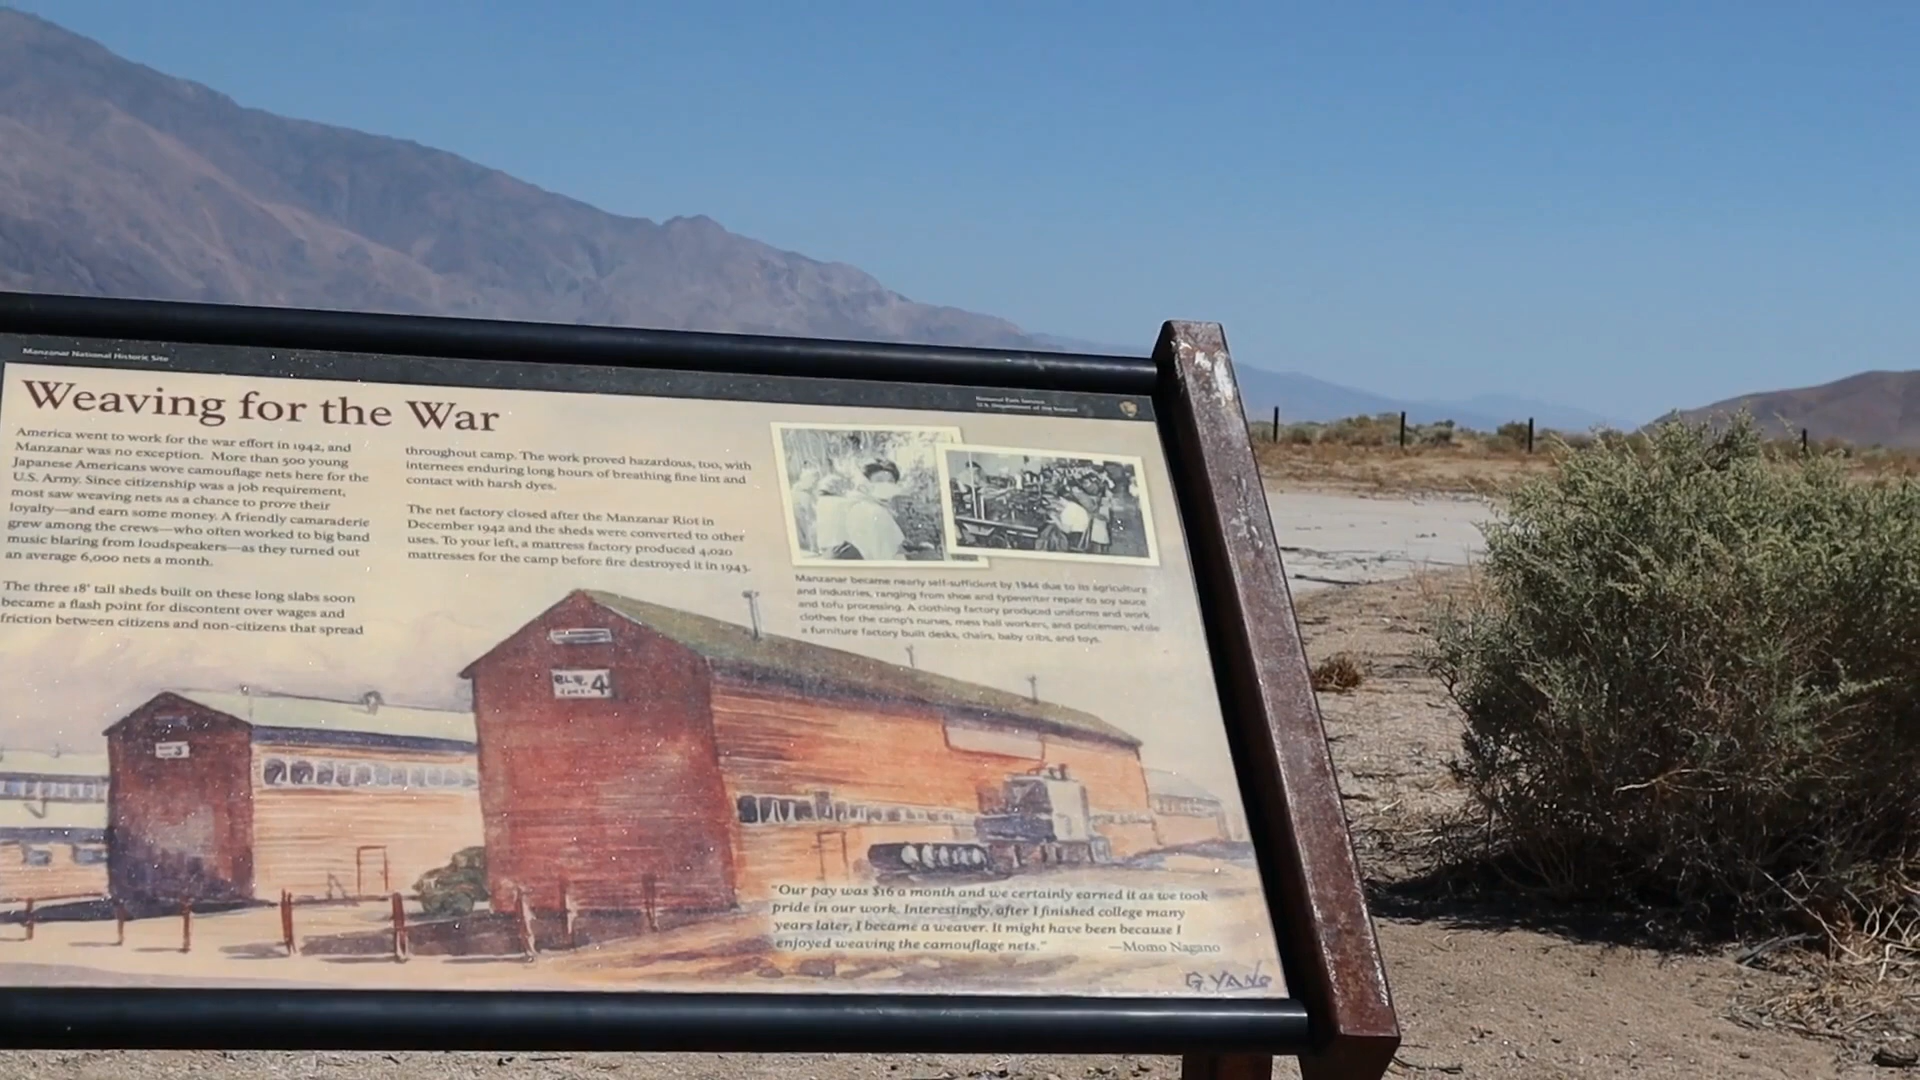 Manzanar National Historic Site
National Park Service
U.S. Department of the Interior
Weaving for the War
America went to work for the war effort in 1942, and
Manzanar was no exception. More than 500 young
Japanese Americans wove camouflage nets here for the
U.S. Army. Since citizenship was a job requirement,
most saw weaving nets as a chance to prove their
loyalty—and earn some money. A friendly camaraderie
grew among the crews—who often worked to big band
music blaring from loudspeakers—as they turned out
an average 6,000 nets a month.
The three 18' tall sheds built on these long slabs soon
became a flash point for discontent over wages and
friction between citizens and non-citizens that spread
throughout camp. The work proved hazardous, too, with
internees enduring long hours of breathing fine lint and
contact with harsh dyes.
The net factory closed after the Manzanar Riot in
December 1942 and the sheds were converted to other
uses. To your left, a mattress factory produced 4,020
mattresses for the camp before fire destroyed it in 1943.
Manzanar became nearly self-sufficient by 1944 due to its agriculture
and industries, ranging from shoe and typewriter repair to soy sauce
and tofu processing. A clothing factory produced uniforms and work
clothes for the camp's nurses, mess hall workers, and policemen, while
a furniture factory built desks, chairs, baby cribs, and toys.
BLD. 4
3
"Our pay was $16 a month and we certainly earned it as we took
pride in our work. Interestingly, after I finished college many
years later, I became a weaver. It might have been because I
enjoyed weaving the camouflage nets."
—Momo Nagano
G YANO